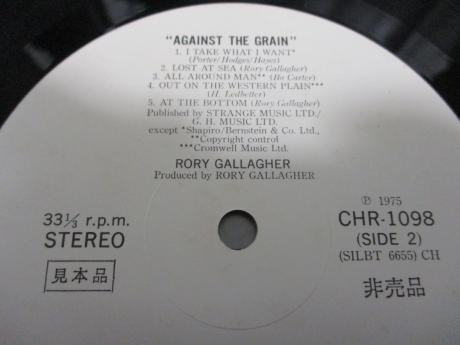 "AGAINST THE GRAIN"
1. I TAKE WHAT I WANT*
(Porter/Hodges/Hayes)
2. LOST AT SEA (Rory Gallagher)
3. ALL AROUND MAN** (Bo Carter)
4. OUT ON THE WESTERN PLAIN***
(H. Ledbetter)
5. AT THE BOTTOM (Rory Gallagher)
Published by STRANGE MUSIC LTD./
G. H. MUSIC LTD.
except *Shapiro/Bernstein & Co. Ltd.,
**Copyright control
***Cromwell Music Ltd.
RORY GALLAGHER
Produced by RORY GALLAGHER
33 1/3 r.p.m.
STEREO
見本品
Ⓟ 1975
CHR-1098
(SIDE 2)
(SILBT 6655) CH
非売品